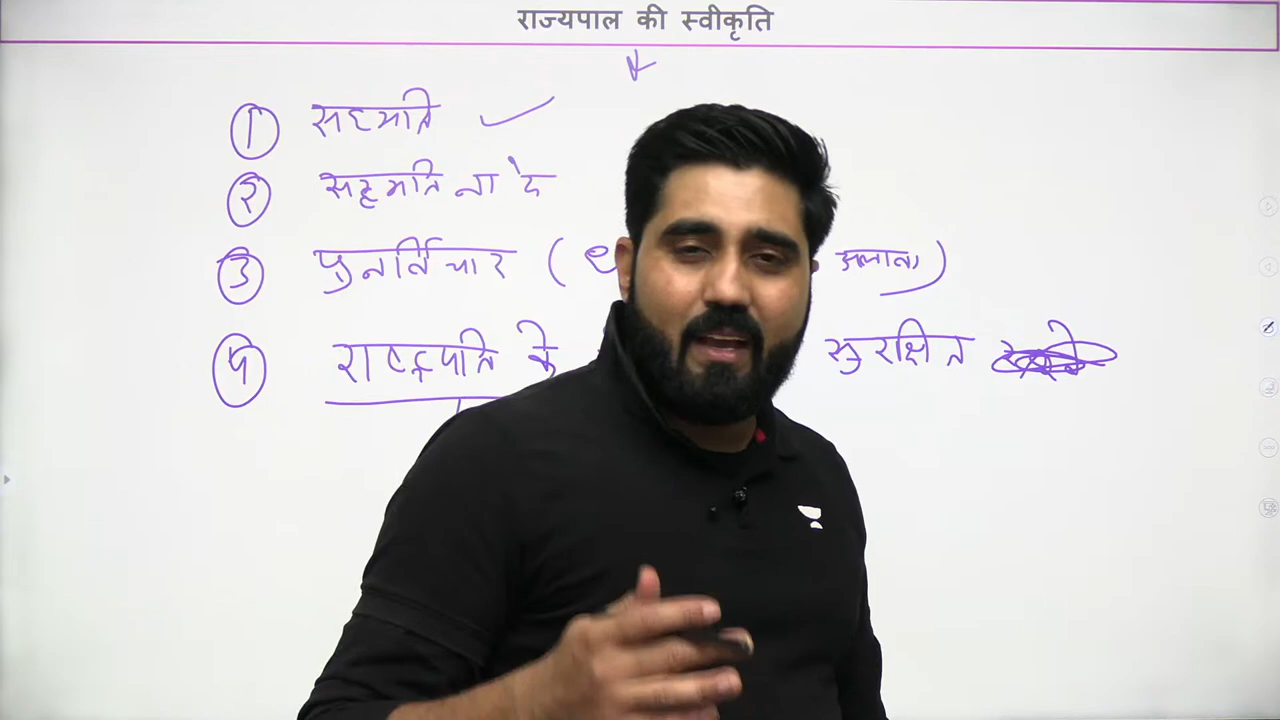 राज्यपाल की स्वीकृति
① सहमति ✓
② सहमति ना दे
③ पुनर्विचार (
④ राष्ट्रपति के सुरक्षित